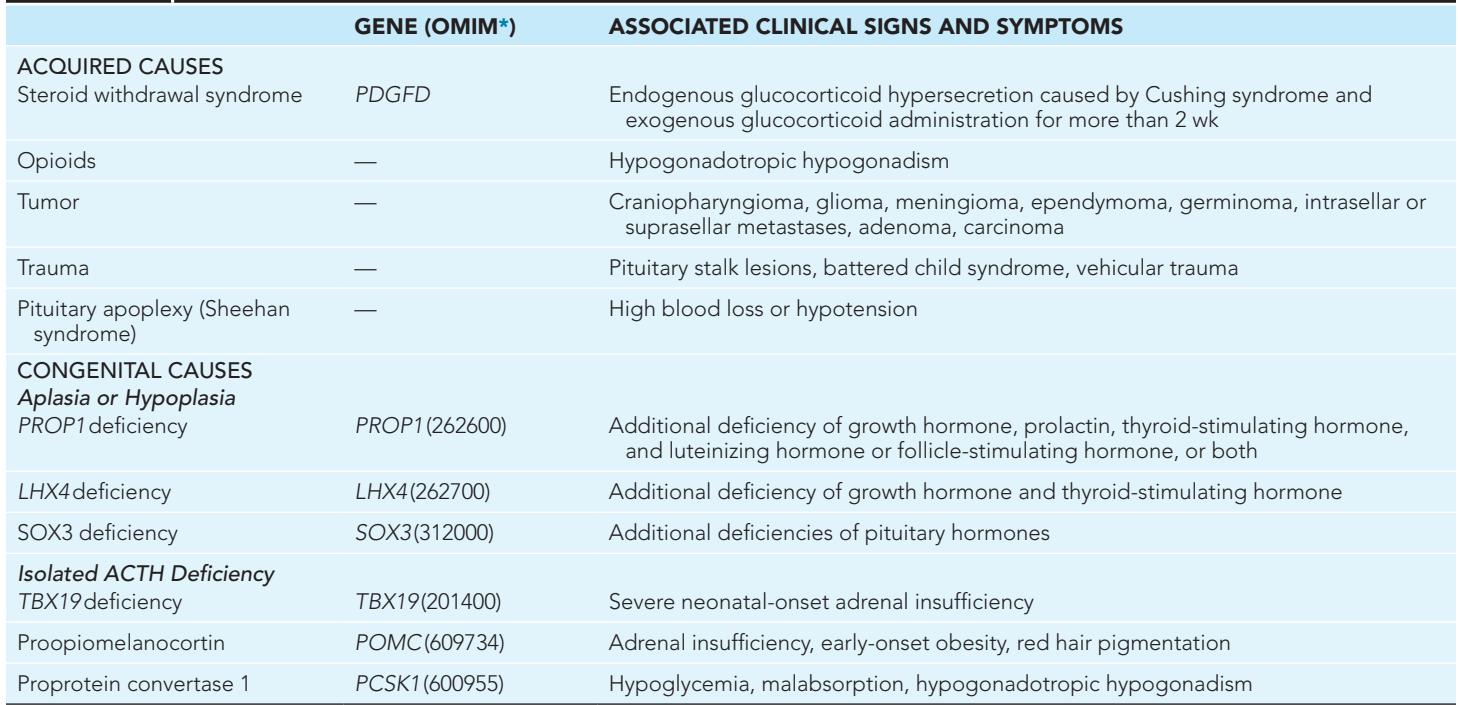 GENE (OMIM*) ASSOCIATED CLINICAL SIGNS AND SYMPTOMS
ACQUIRED CAUSES
Steroid withdrawal syndrome PDGFD Endogenous glucocorticoid hypersecretion caused by Cushing syndrome and
exogenous glucocorticoid administration for more than 2 wk
Opioids — Hypogonadotropic hypogonadism
Tumor — Craniopharyngioma, glioma, meningioma, ependymoma, germinoma, intrasellar or
suprasellar metastases, adenoma, carcinoma
Trauma — Pituitary stalk lesions, battered child syndrome, vehicular trauma
Pituitary apoplexy (Sheehan — High blood loss or hypotension
syndrome)
CONGENITAL CAUSES
Aplasia or Hypoplasia
PROP1 deficiency PROP1 (262600) Additional deficiency of growth hormone, prolactin, thyroid-stimulating hormone,
and luteinizing hormone or follicle-stimulating hormone, or both
LHX4 deficiency LHX4 (262700) Additional deficiency of growth hormone and thyroid-stimulating hormone
SOX3 deficiency SOX3 (312000) Additional deficiencies of pituitary hormones
Isolated ACTH Deficiency
TBX19 deficiency TBX19 (201400) Severe neonatal-onset adrenal insufficiency
Proopiomelanocortin POMC (609734) Adrenal insufficiency, early-onset obesity, red hair pigmentation
Proprotein convertase 1 PCSK1 (600955) Hypoglycemia, malabsorption, hypogonadotropic hypogonadism